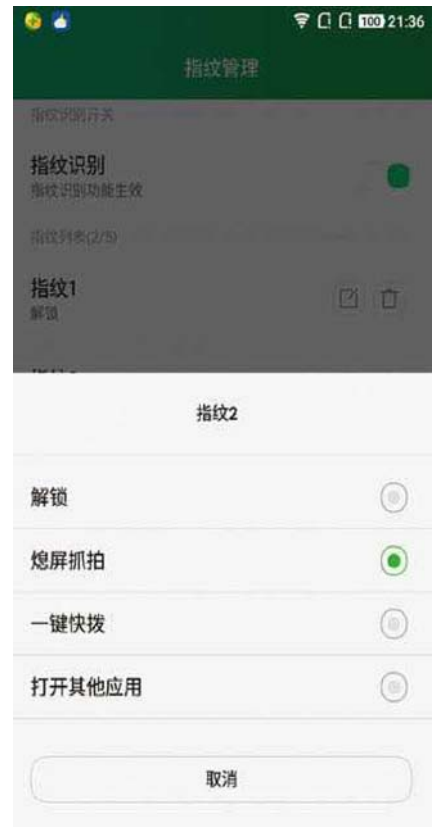 100 21:36
指纹管理
指纹识别开关
指纹识别
指纹识别功能生效
指纹列表(2/5)
指纹1
解锁
指纹2
解锁
熄屏抓拍
一键快拨
打开其他应用
取消